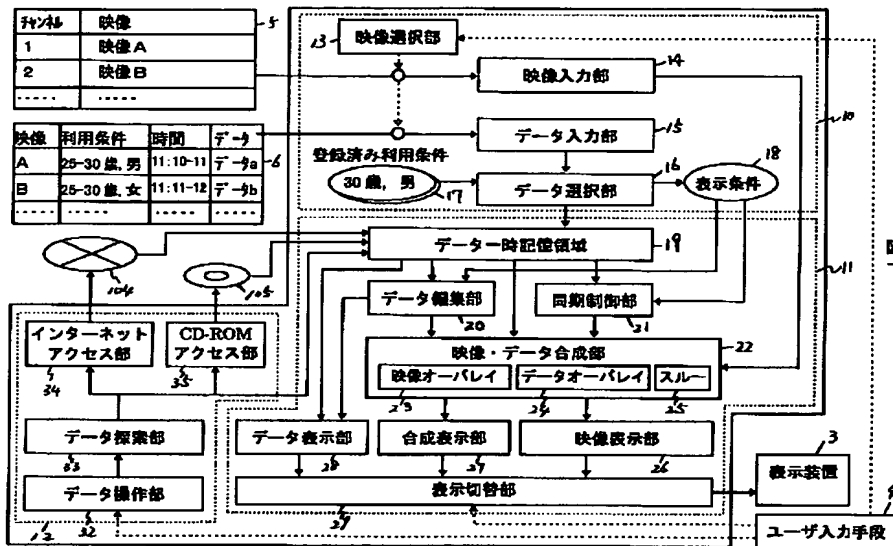 チャンネル 映像
1 映像A
2 映像B
..... .....
5
映像 利用条件 時間 データ
A 25-30歳,男 11:10-11 データa
B 25-30歳,女 11:11-12 データb
..... ..... ..... .....
6
13
映像選択部
映像入力部
14
データ入力部
15
10
登録済み利用条件
30歳,男
17
データ選択部
16
表示条件
18
データ一時記憶領域
19
11
104
105
データ編集部
20
同期制御部
21
インターネット
アクセス部
34
CD-ROM
アクセス部
35
映像・データ合成部
22
映像オーバレイ
23
データオーバレイ
24
スルー
25
データ探索部
33
データ表示部
28
合成表示部
27
映像表示部
26
データ操作部
32
12
表示切替部
29
3
表示装置
ユーザ入力手段